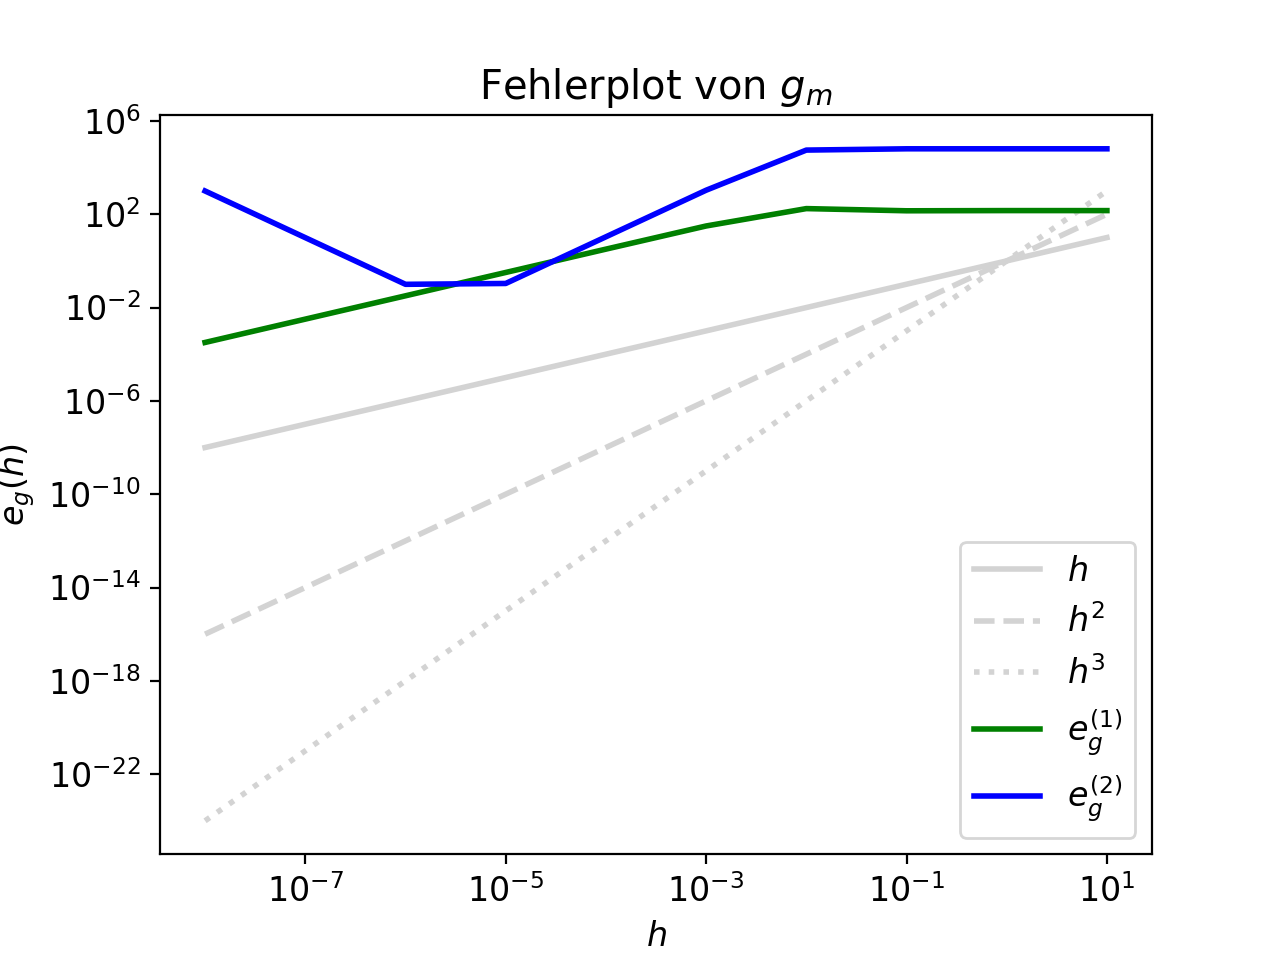 Fehlerplot von $g_m$
$10^{6}$
$10^{2}$
$10^{-2}$
$10^{-6}$
$10^{-10}$
$10^{-14}$
$10^{-18}$
$10^{-22}$
$e_g(h)$
$h$
$h^2$
$h^3$
$e_g^{(1)}$
$e_g^{(2)}$
$10^{-7}$ $10^{-5}$ $10^{-3}$ $10^{-1}$ $10^{1}$
$h$